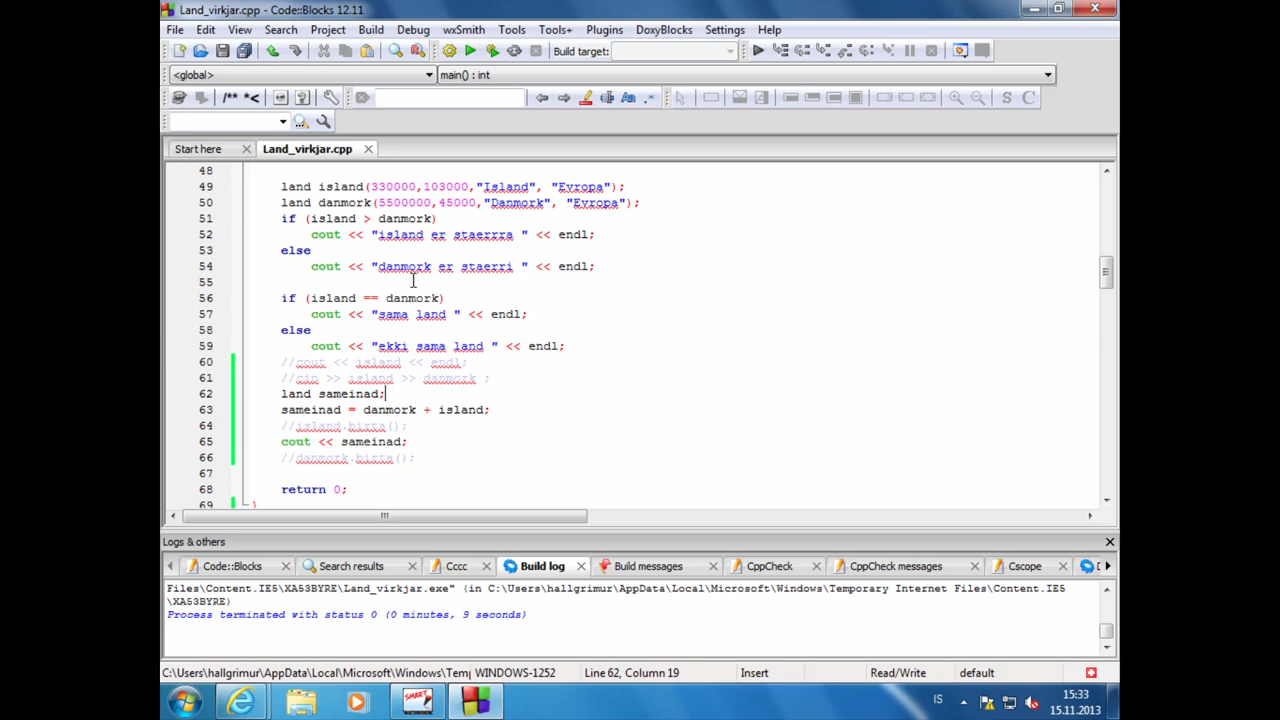 Land_virkjar.cpp - Code::Blocks 12.11
File Edit View Search Project Build Debug wxSmith Tools Tools+ Plugins DoxyBlocks Settings Help
Build target:
<global> main() : int
/** *<
Aa .*
S C
Start here Land_virkjar.cpp
48
49 land island(330000,103000,"Island", "Evropa");
50 land danmork(5500000,45000,"Danmork", "Evropa");
51 if (island > danmork)
52 cout << "island er staerrra " << endl;
53 else
54 cout << "danmork er staerri " << endl;
55
56 if (island == danmork)
57 cout << "sama land " << endl;
58 else
59 cout << "ekki sama land " << endl;
60 //cout << island << endl;
61 //cin >> island >> danmork ;
62 land sameinad;
63 sameinad = danmork + island;
64 //island.birta();
65 cout << sameinad;
66 //danmork.birta();
67
68 return 0;
69 }
Logs & others
Code::Blocks Search results Cccc Build log Build messages CppCheck CppCheck messages Cscope
Files\Content.IE5\XA53BYRE\Land_virkjar.exe" (in C:\Users\hallgrimur\AppData\Local\Microsoft\Windows\Temporary Internet Files\Content.IE5
\XA53BYRE)
Process terminated with status 0 (0 minutes, 9 seconds)
C:\Users\hallgrimur\AppData\Local\Microsoft\Windows\Temp WINDOWS-1252 Line 62, Column 19 Insert Read/Write default
SMART IS 15:33
15.11.2013